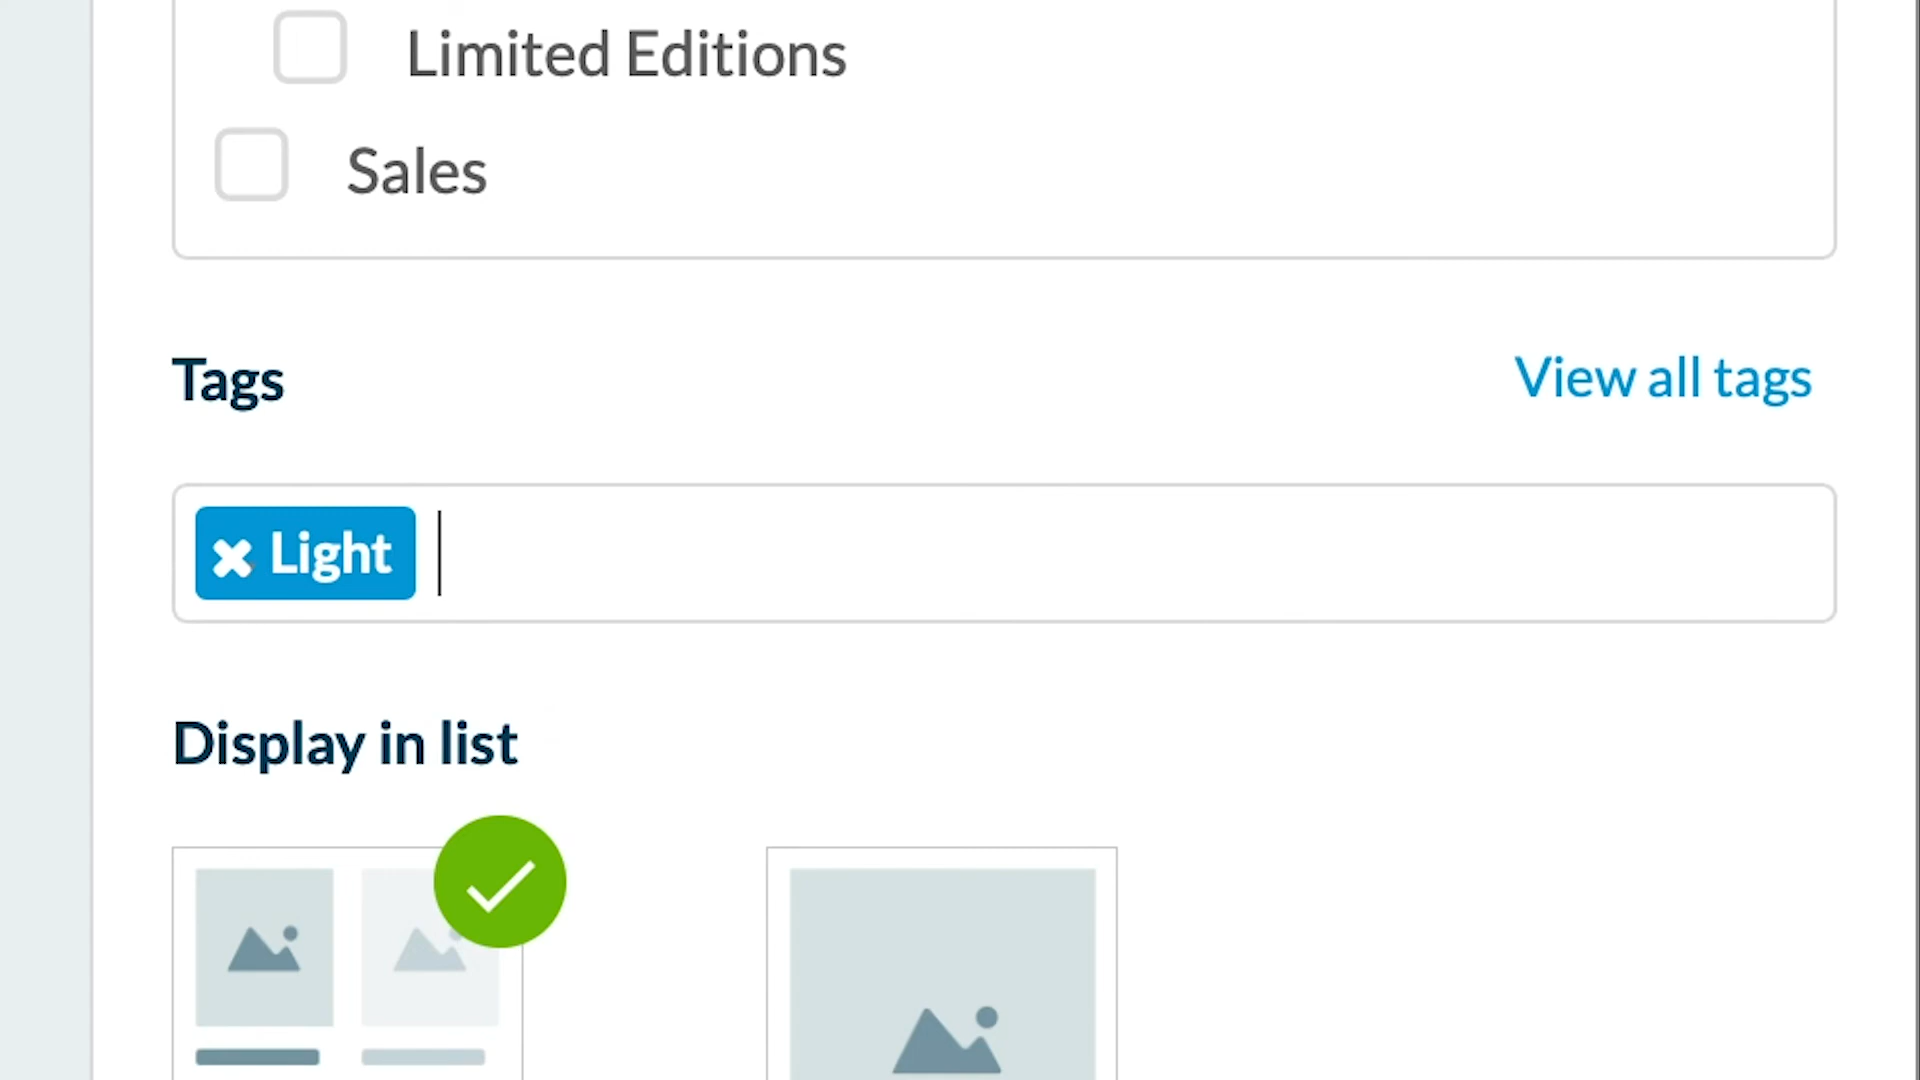 Limited Editions
Sales
Tags
View all tags
Light
Display in list